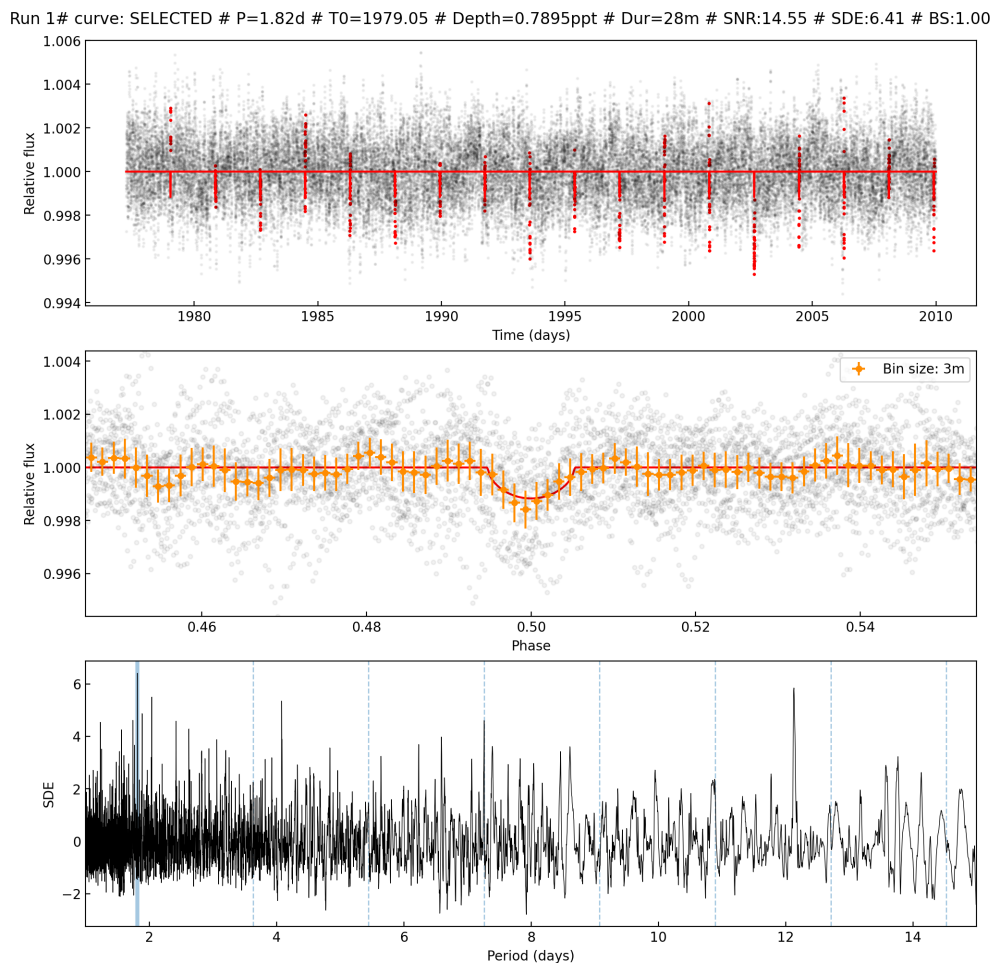 Run 1# curve: SELECTED # P=1.82d # T0=1979.05 # Depth=0.7895ppt # Dur=28m # SNR:14.55 # SDE:6.41 # BS:1.00
1.006
1.004
1.002
1.000
0.998
0.996
0.994
Relative flux
1980 1985 1990 1995 2000 2005 2010
Time (days)
Bin size: 3m
1.004
1.002
1.000
0.998
0.996
Relative flux
0.46 0.48 0.50 0.52 0.54
Phase
6
4
2
0
−2
SDE
2 4 6 8 10 12 14
Period (days)